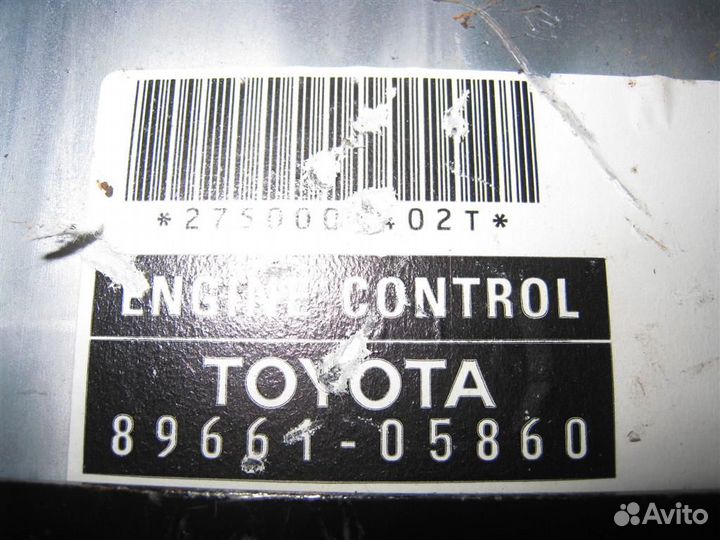 ENGINE CONTROL
TOYOTA
89661-05860
Avito